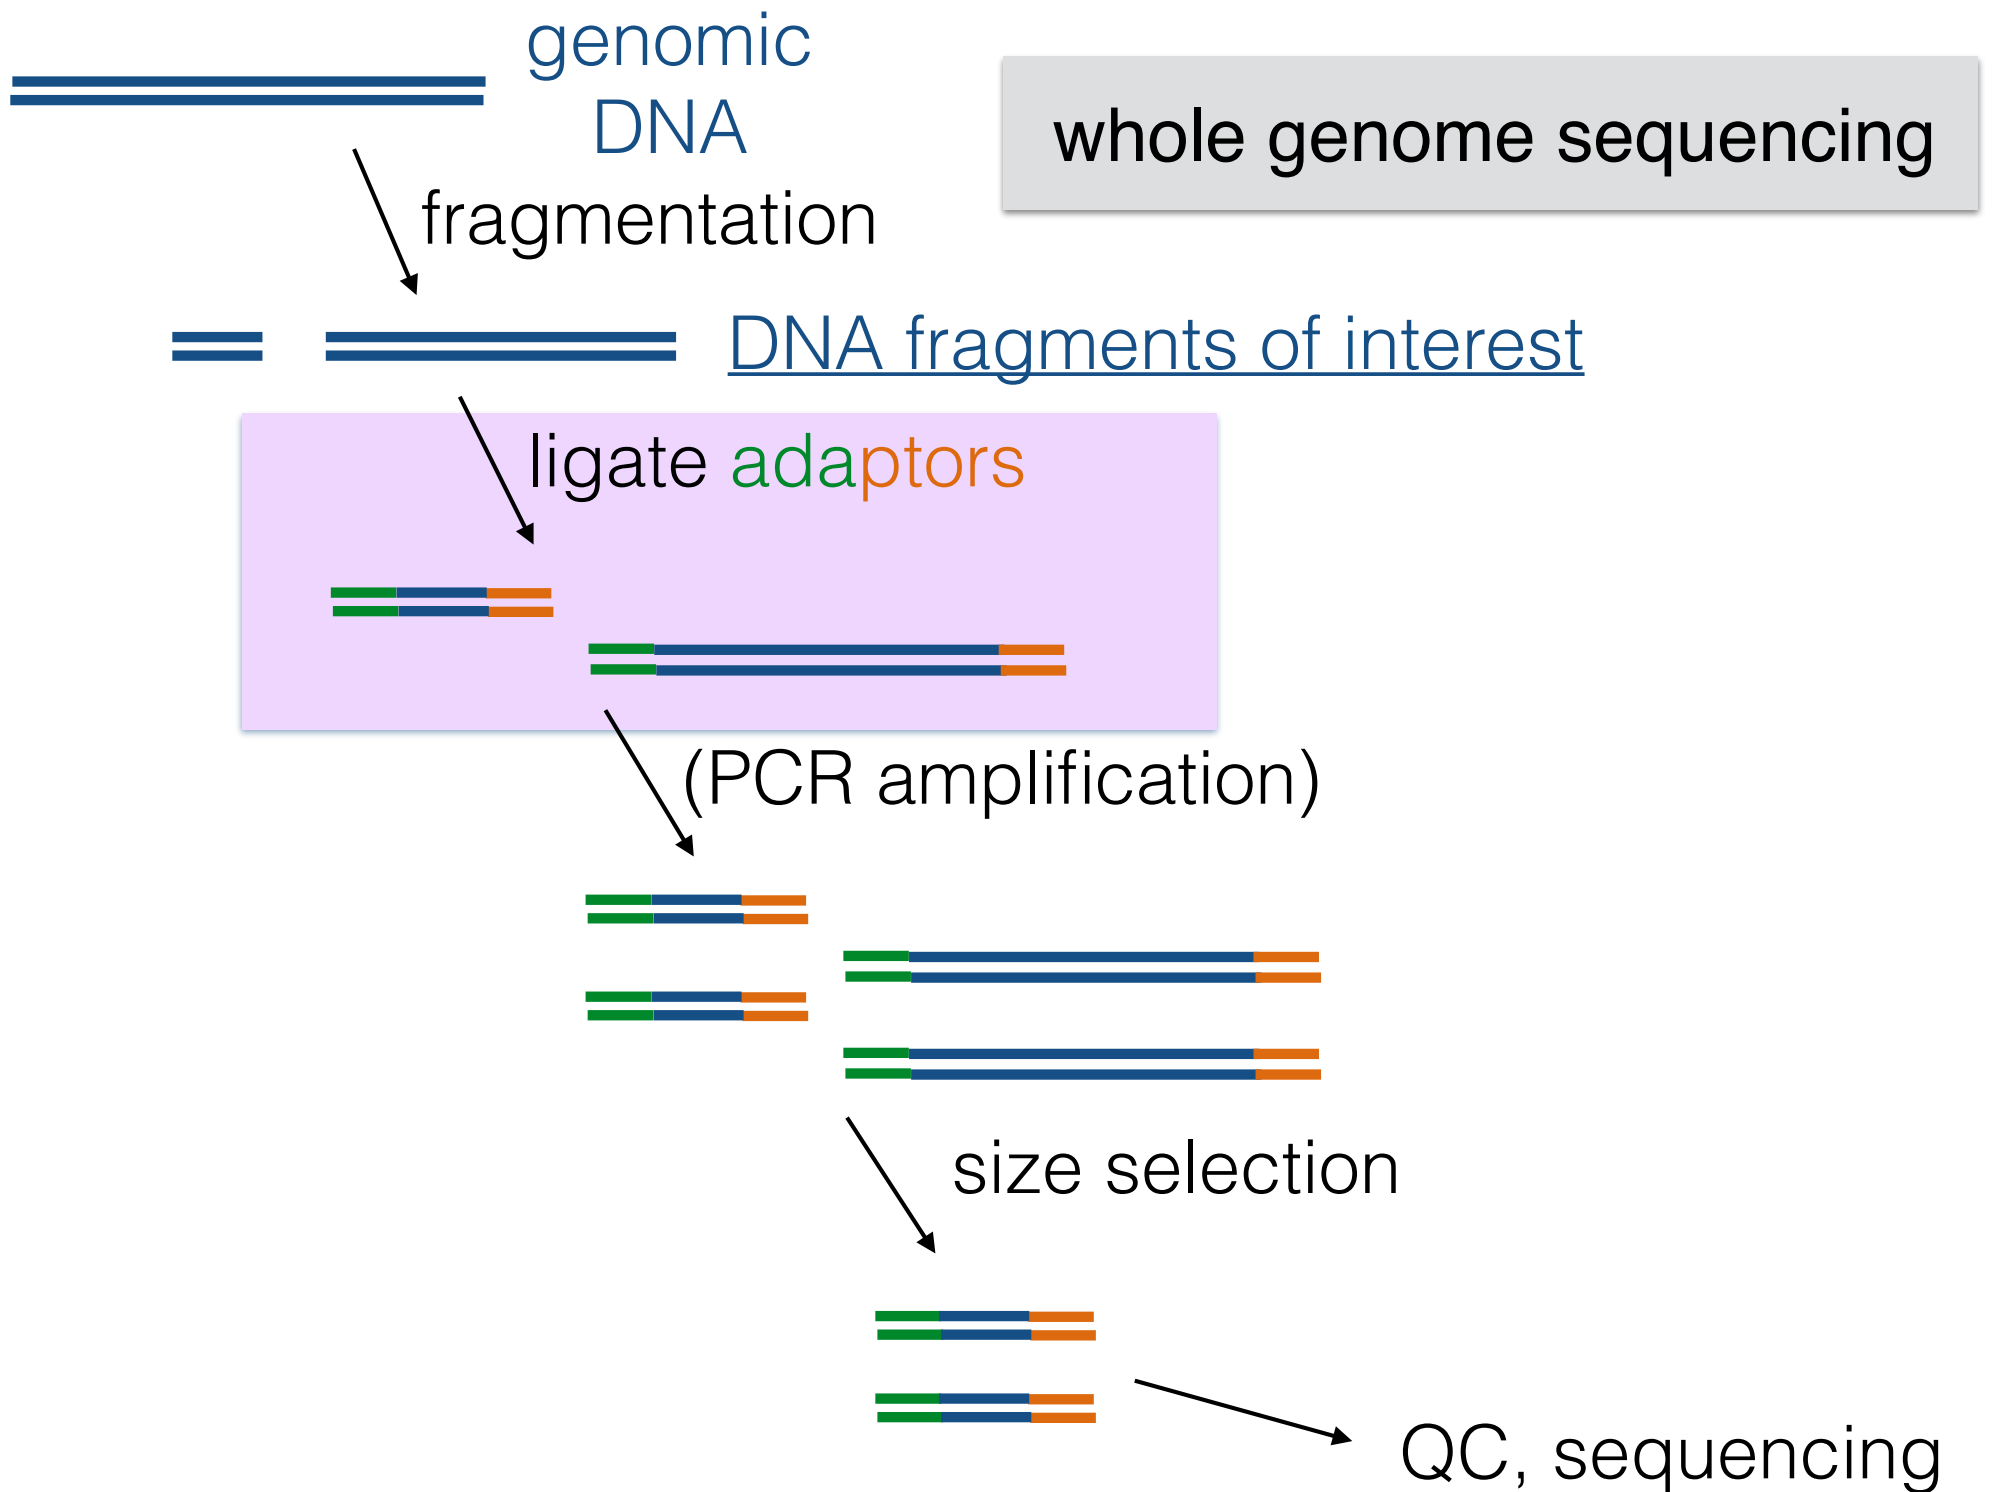 genomic
DNA
whole genome sequencing
fragmentation
DNA fragments of interest
ligate adaptors
(PCR amplification)
size selection
QC, sequencing